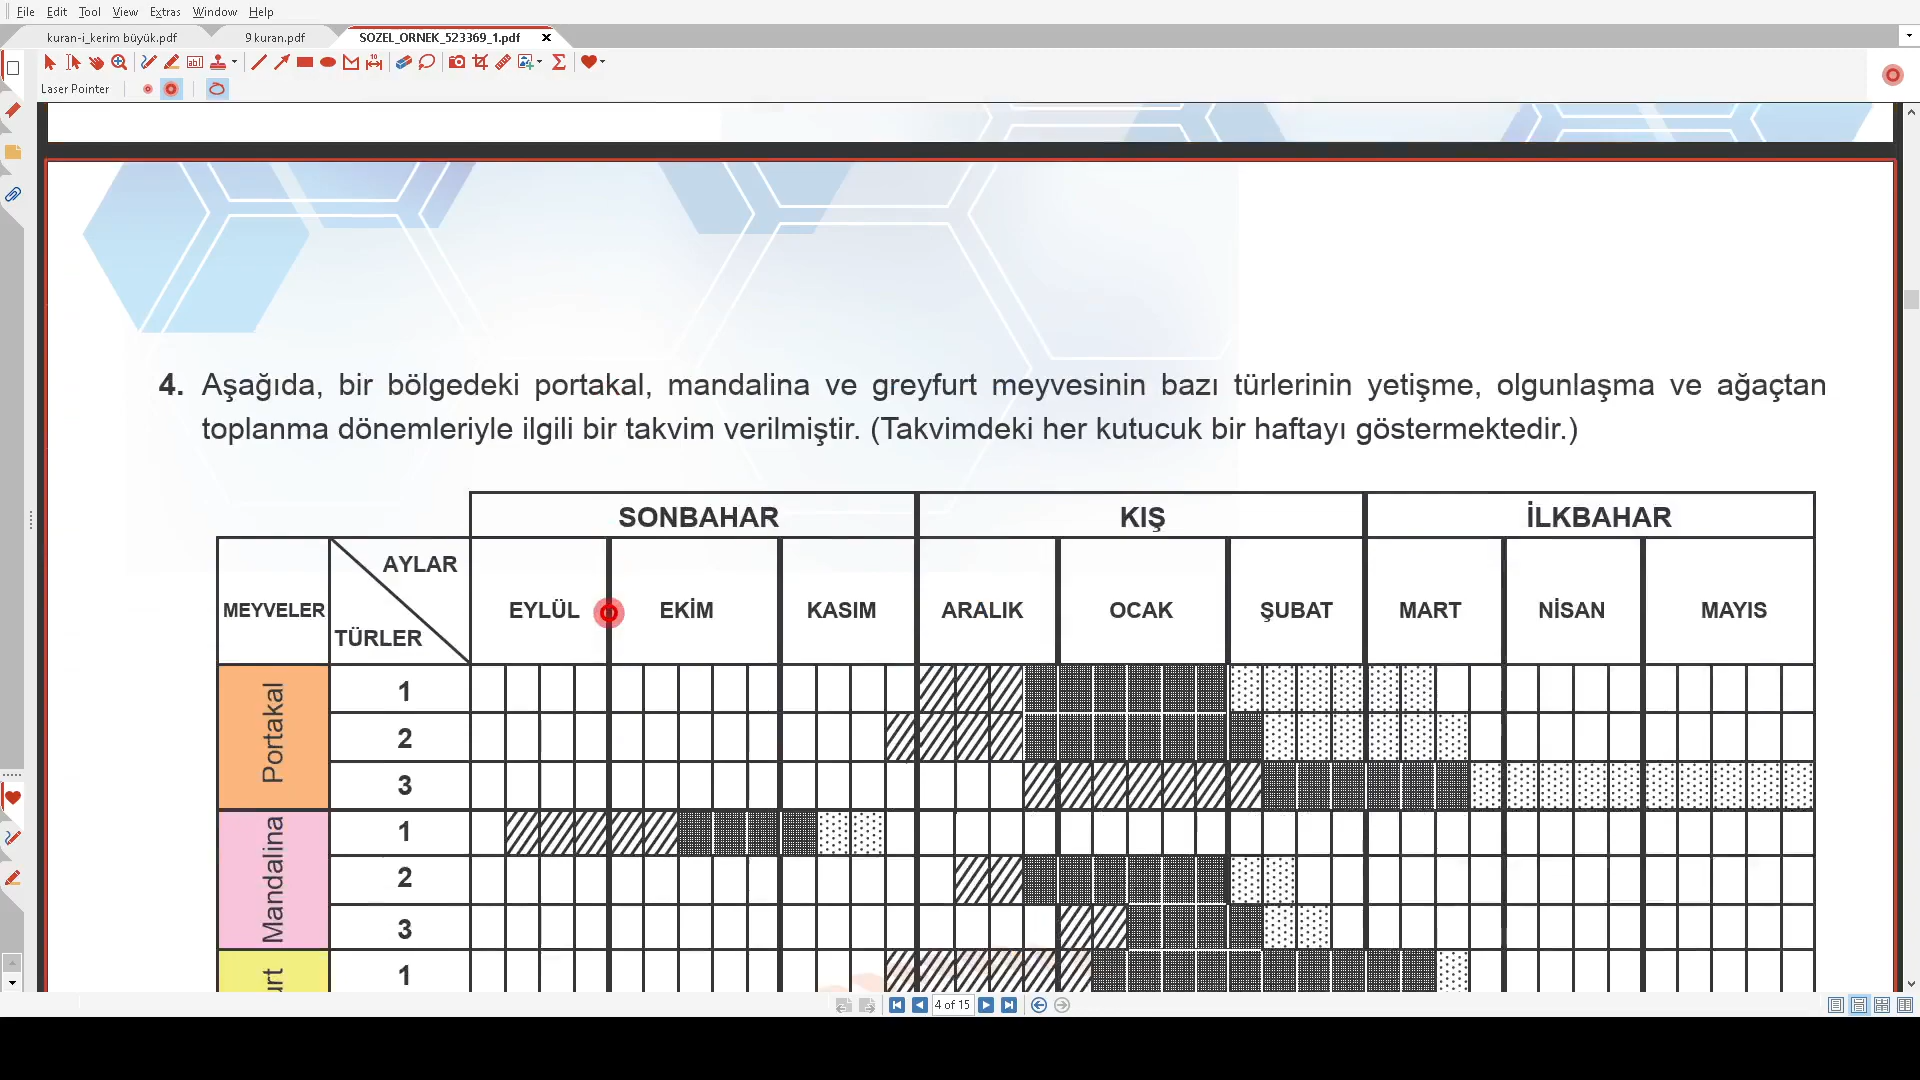 File Edit Tool View Extras Window Help
kuran-i_kerim büyük.pdf 9 kuran.pdf SOZEL_ORNEK_523369_1.pdf
Laser Pointer
4. Aşağıda, bir bölgedeki portakal, mandalina ve greyfurt meyvesinin bazı türlerinin yetişme, olgunlaşma ve ağaçtan
toplanma dönemleriyle ilgili bir takvim verilmiştir. (Takvimdeki her kutucuk bir haftayı göstermektedir.)
SONBAHAR KIŞ İLKBAHAR
AYLAR
MEYVELER EYLÜL EKİM KASIM ARALIK OCAK ŞUBAT MART NİSAN MAYIS
TÜRLER
Portakal
1
2
3
Mandalina
1
2
3
urt
1
4 of 15